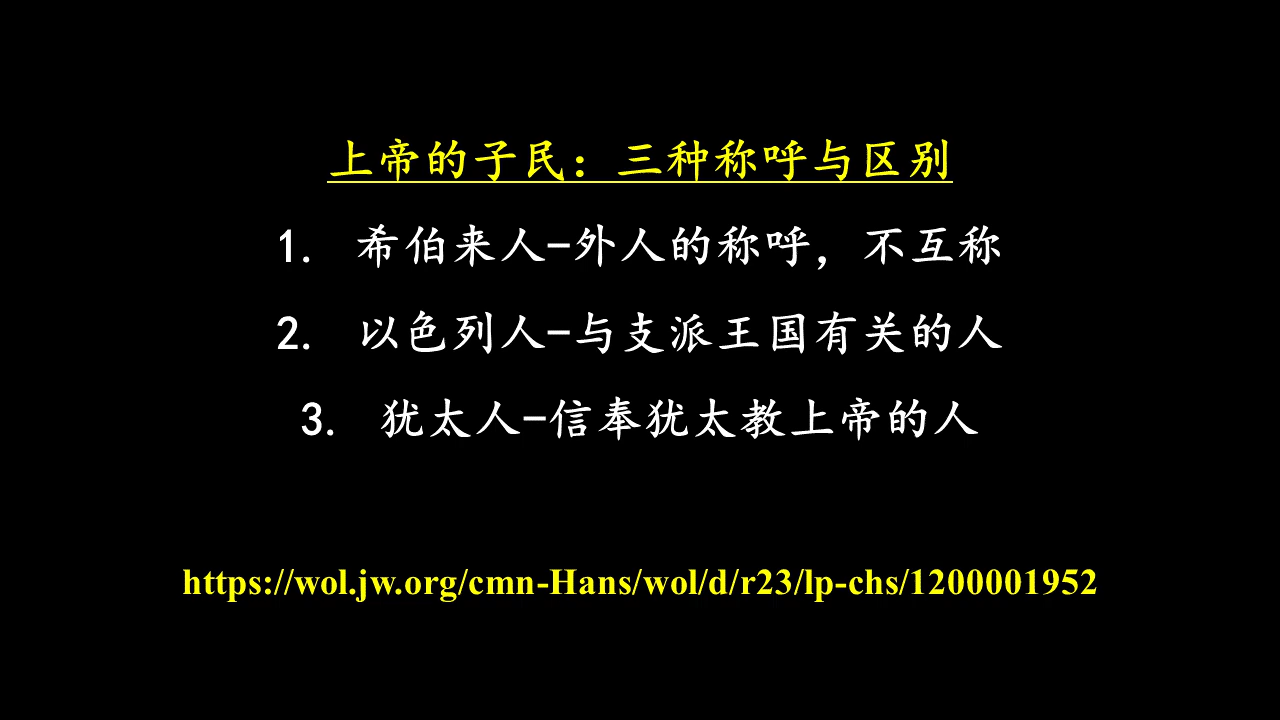 上帝的子民：三种称呼与区别
1. 希伯来人-外人的称呼，不互称
2. 以色列人-与支派王国有关的人
3. 犹太人-信奉犹太教上帝的人
https://wol.jw.org/cmn-Hans/wol/d/r23/lp-chs/1200001952